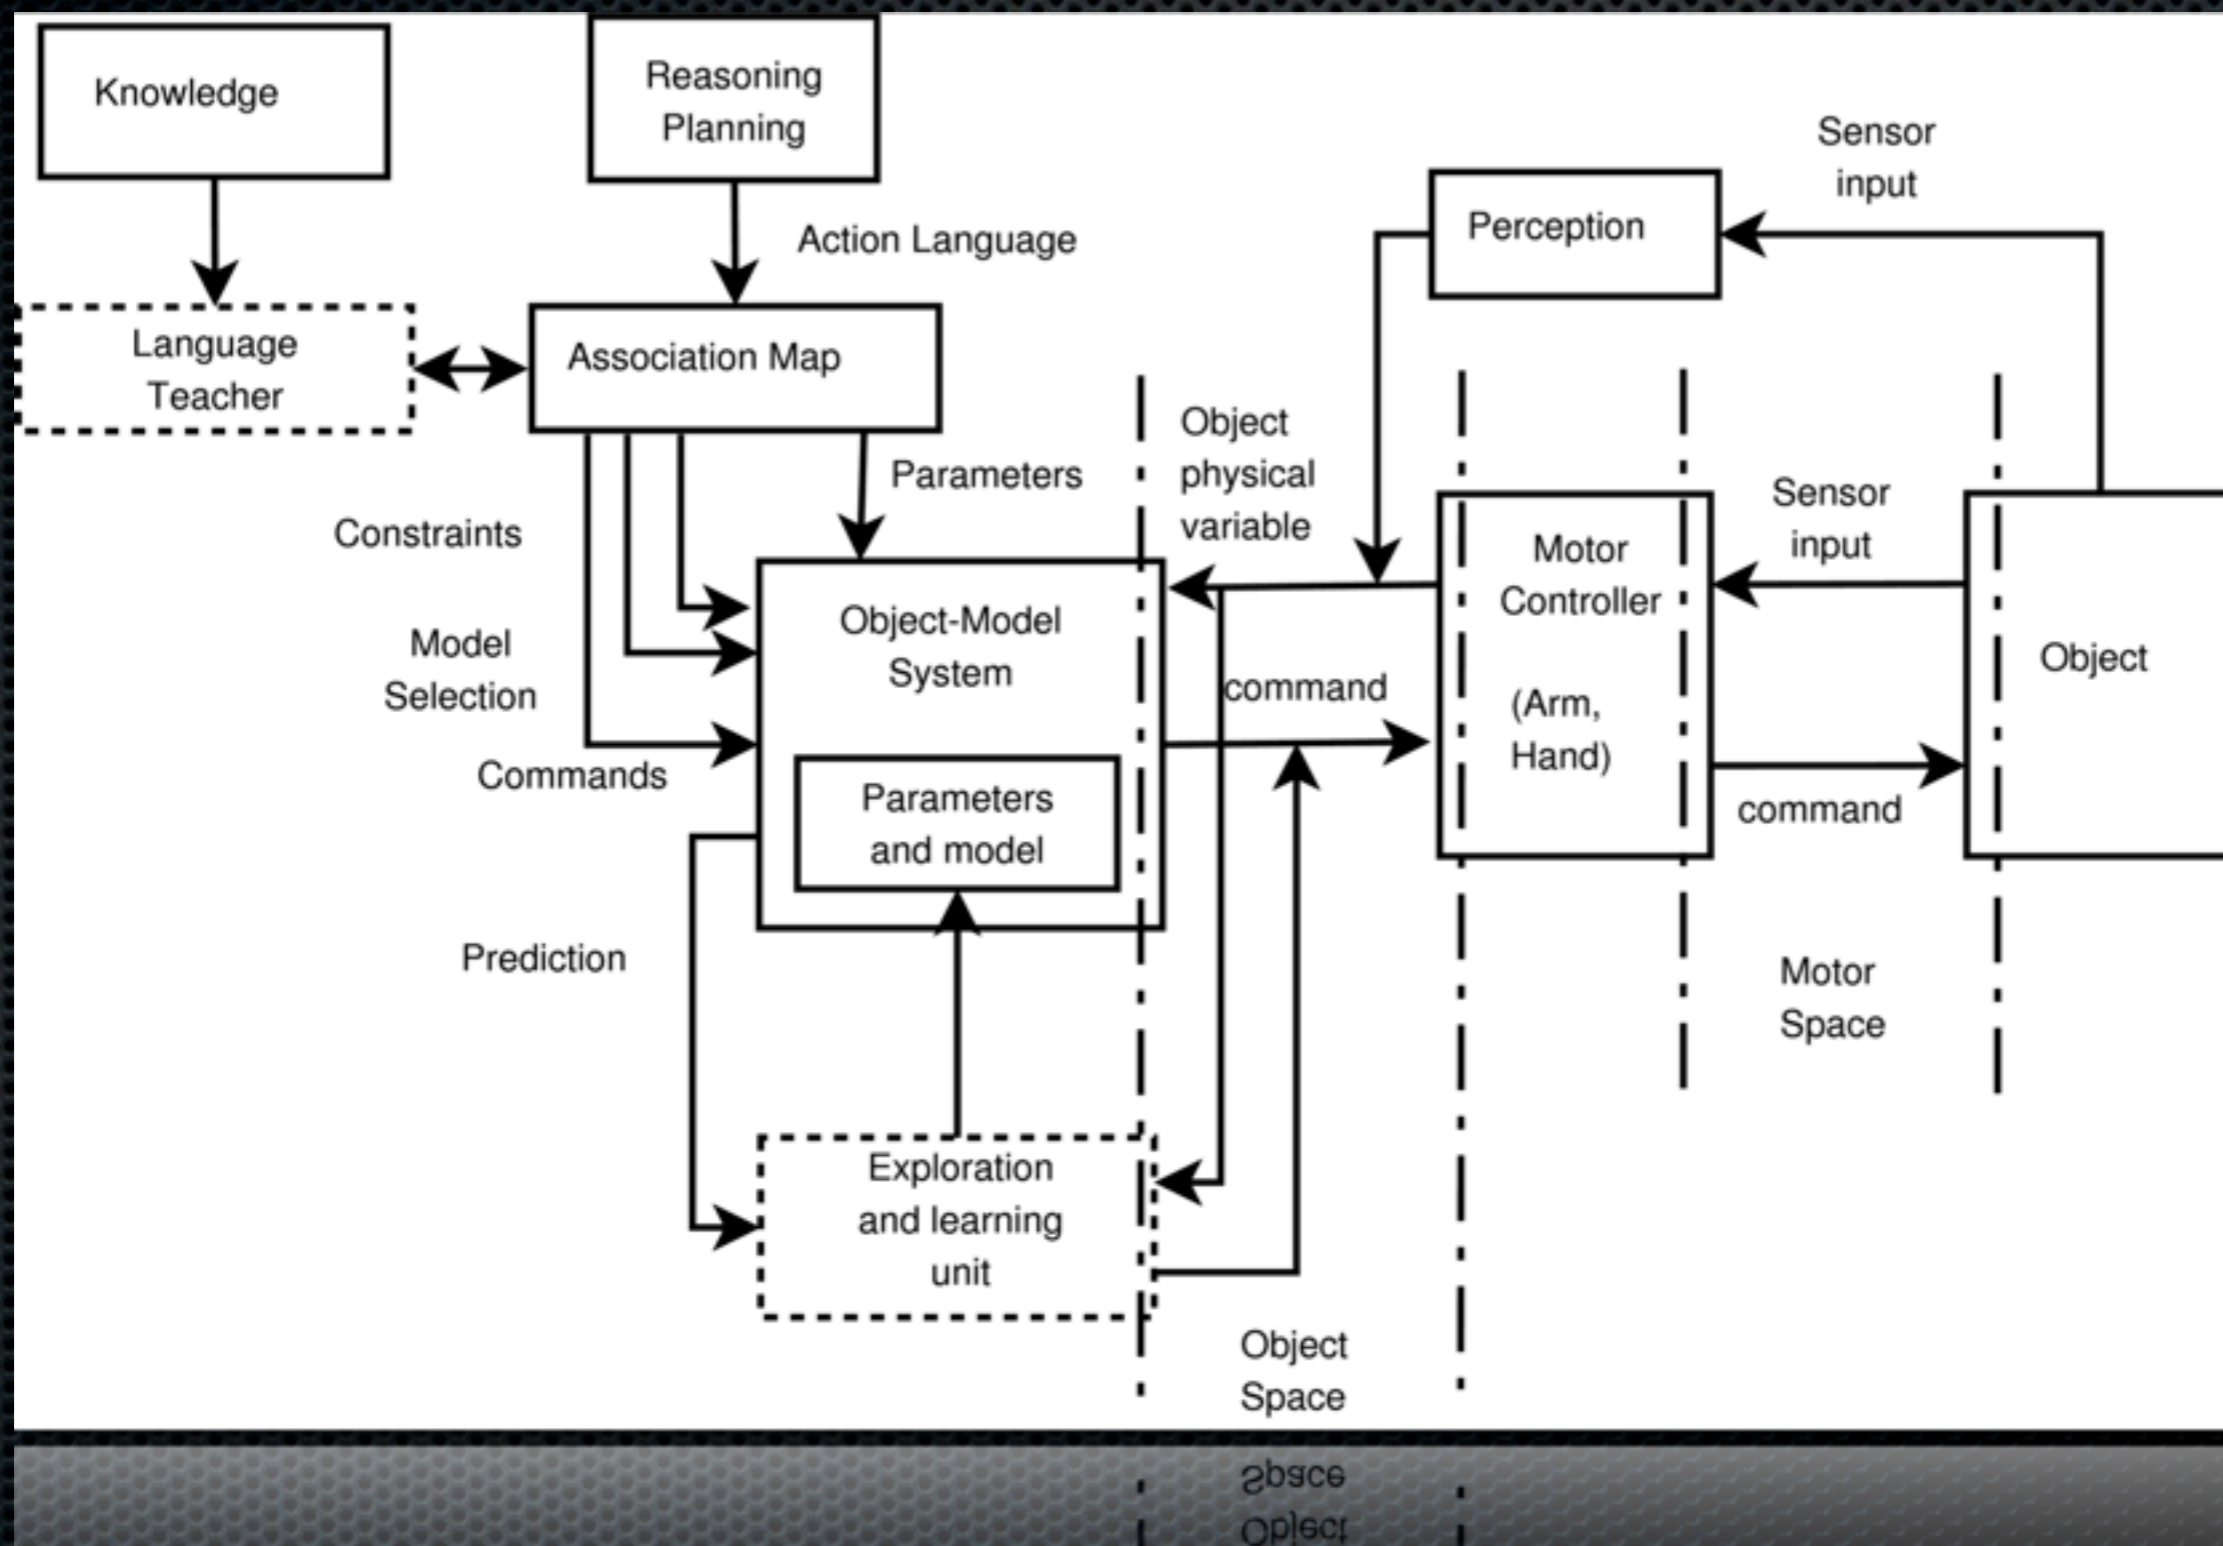 Knowledge
Reasoning
Planning
Sensor
input
Perception
Action Language
Language
Teacher
Association Map
Object
physical
variable
Parameters
Constraints
Sensor
input
Motor
Controller
(Arm,
Hand)
Object
Object-Model
System
Model
Selection
command
Commands
command
Parameters
and model
Prediction
Motor
Space
Exploration
and learning
unit
Object
Space
Space
Object